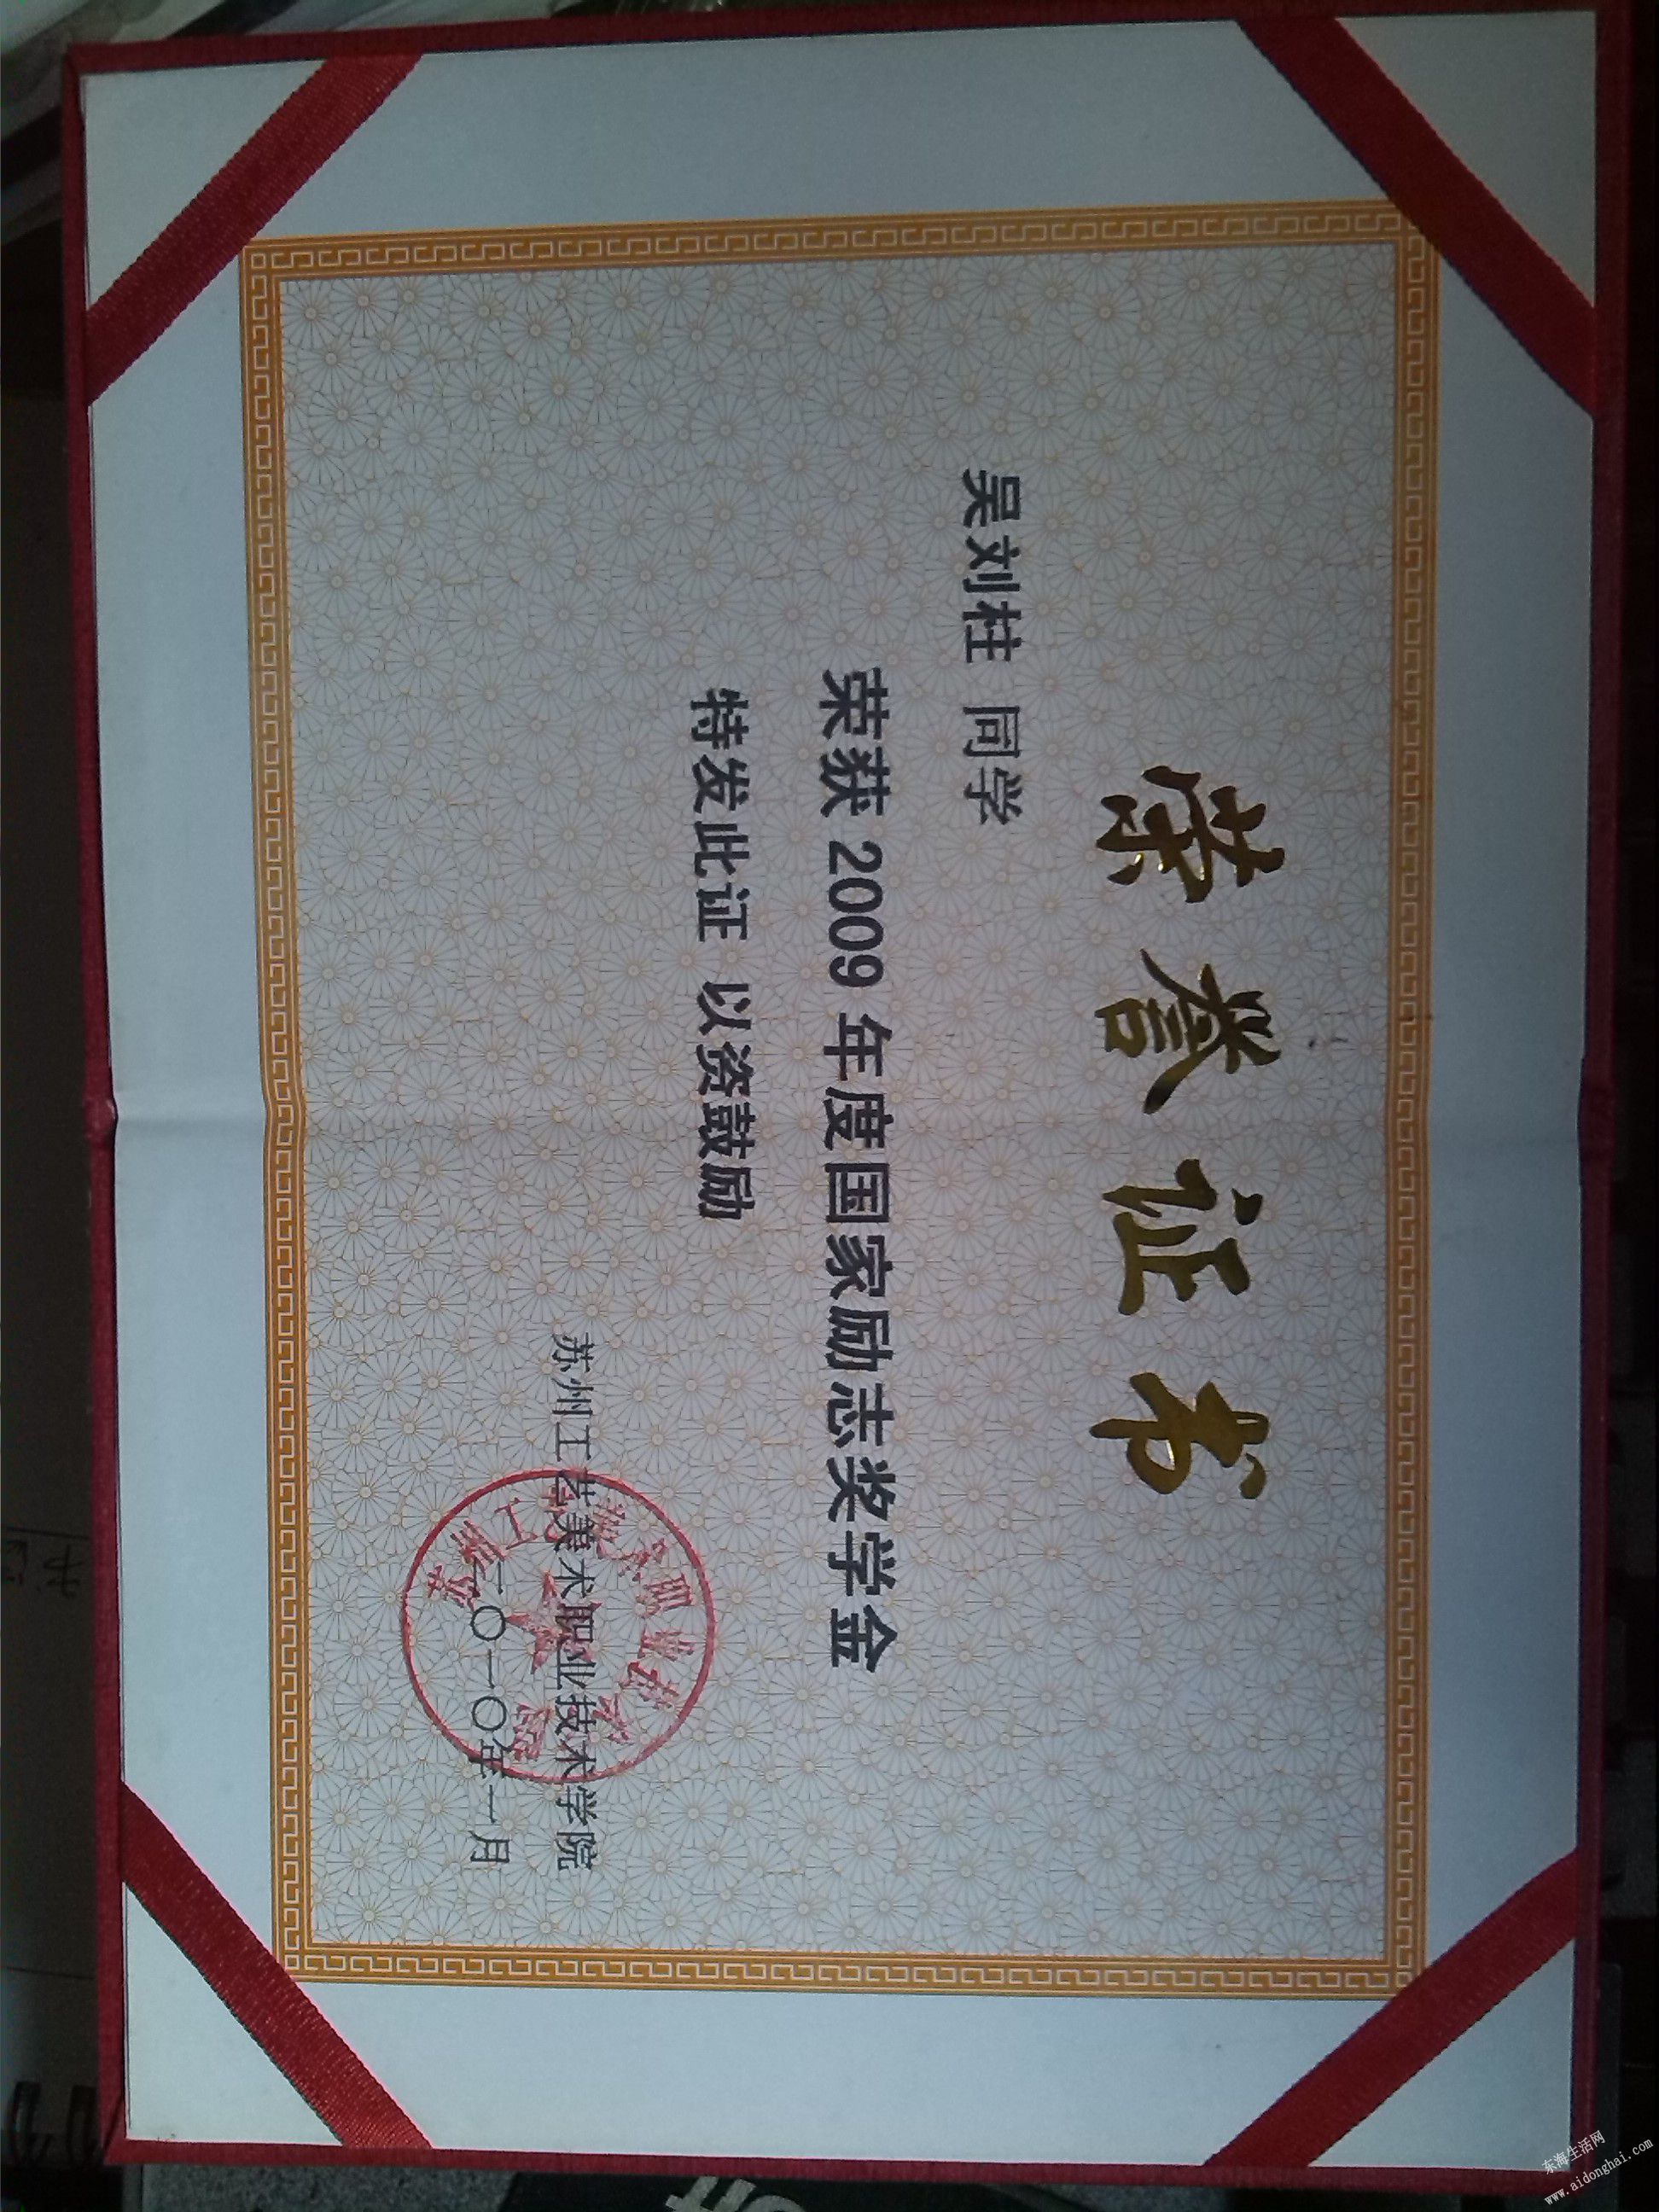 荣誉证书
吴刘柱 同学
荣获 2009 年度国家励志奖学金
特发此证 以资鼓励
苏州工艺美术职业技术学院
二〇一〇年一月
东海生活网
www.aidonghai.com